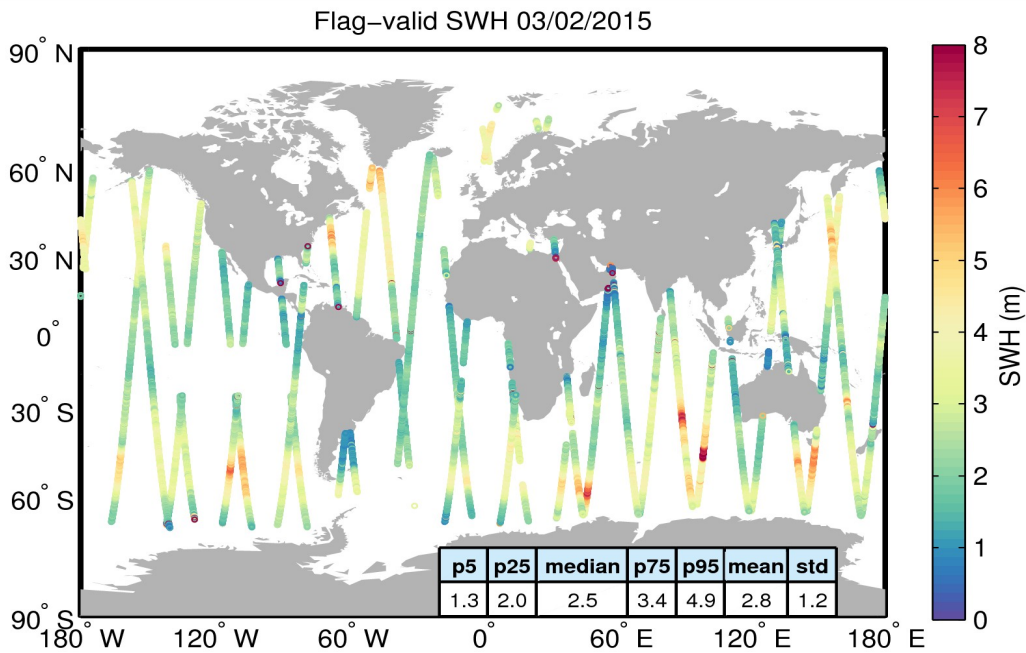 Flag−valid SWH 03/02/2015
90° N
60° N
30° N
0°
30° S
60° S
90° S
180° W
120° W
60° W
0°
60° E
120° E
180° E
p5 p25 median p75 p95 mean std
1.3 2.0 2.5 3.4 4.9 2.8 1.2
8
7
6
5
4
3
2
1
0
SWH (m)